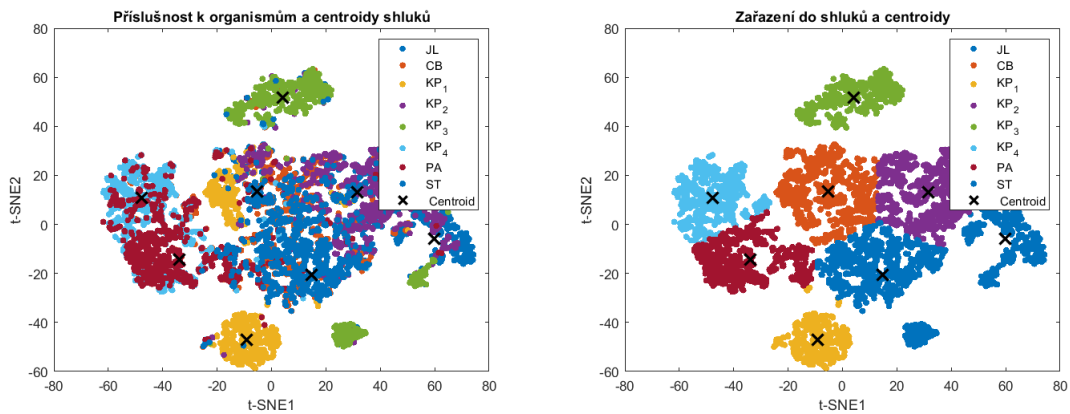 Příslušnost k organismům a centroidy shluků
80
60
40
20
0
-20
-40
-60
t-SNE2
-80
-60
-40
-20
0
20
40
60
80
t-SNE1
JL
CB
KP1
KP2
KP3
KP4
PA
ST
Centroid
Zařazení do shluků a centroidy
80
60
40
20
0
-20
-40
-60
t-SNE2
-80
-60
-40
-20
0
20
40
60
80
t-SNE1
JL
CB
KP1
KP2
KP3
KP4
PA
ST
Centroid